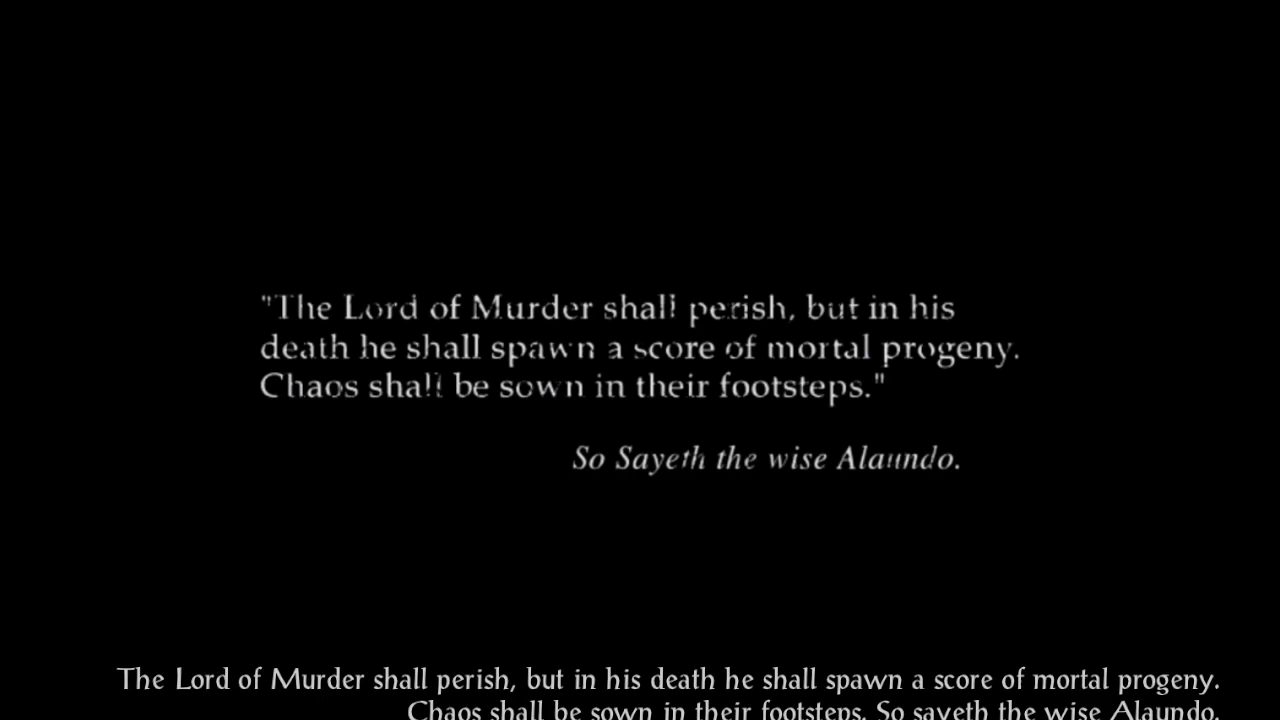 "The Lord of Murder shall perish, but in his
death he shall spawn a score of mortal progeny.
Chaos shall be sown in their footsteps."
So Sayeth the wise Alaundo.
The Lord of Murder shall perish, but in his death he shall spawn a score of mortal progeny.
Chaos shall be sown in their footsteps. So sayeth the wise Alaundo.